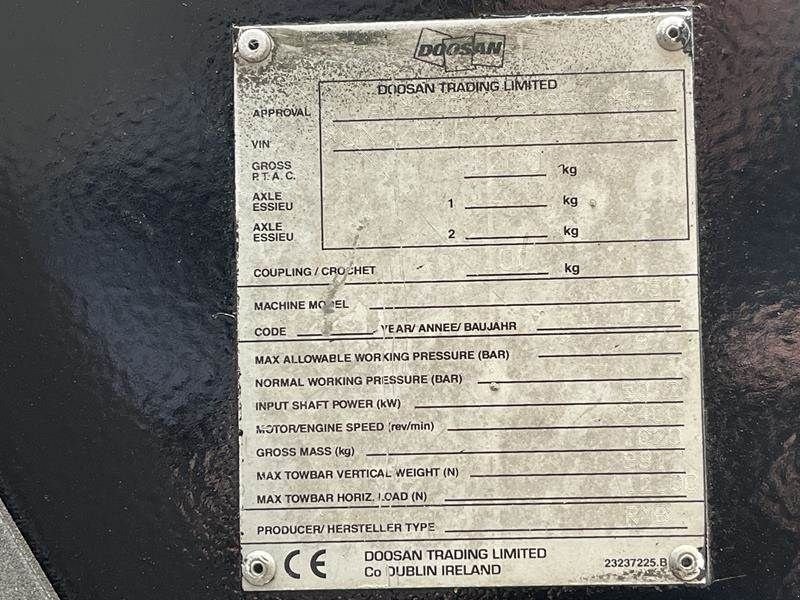 DOOSAN
DOOSAN TRADING LIMITED
APPROVAL
VIN
GROSS
P.T.A.C. kg
AXLE
ESSIEU 1 kg
AXLE
ESSIEU 2 kg
COUPLING / CROCHET kg
MACHINE MODEL
CODE YEAR/ ANNEE/ BAUJAHR
MAX ALLOWABLE WORKING PRESSURE (BAR)
NORMAL WORKING PRESSURE (BAR)
INPUT SHAFT POWER (kW)
MOTOR/ENGINE SPEED (rev/min)
GROSS MASS (kg)
MAX TOWBAR VERTICAL WEIGHT (N)
MAX TOWBAR HORIZ. LOAD (N)
PRODUCER/ HERSTELLER TYPE
CE DOOSAN TRADING LIMITED
Co DUBLIN IRELAND 23237225.B